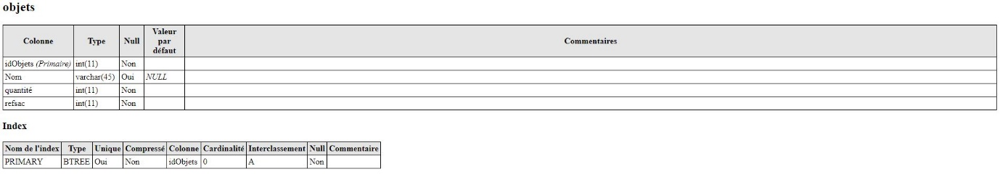 objets
Colonne Type Null Valeur par défaut Commentaires
idObjets (Primaire) int(11) Non
Nom varchar(45) Oui NULL
quantité int(11) Non
refsac int(11) Non
Index
Nom de l'index Type Unique Compressé Colonne Cardinalité Interclassement Null Commentaire
PRIMARY BTREE Oui Non idObjets 0 A Non